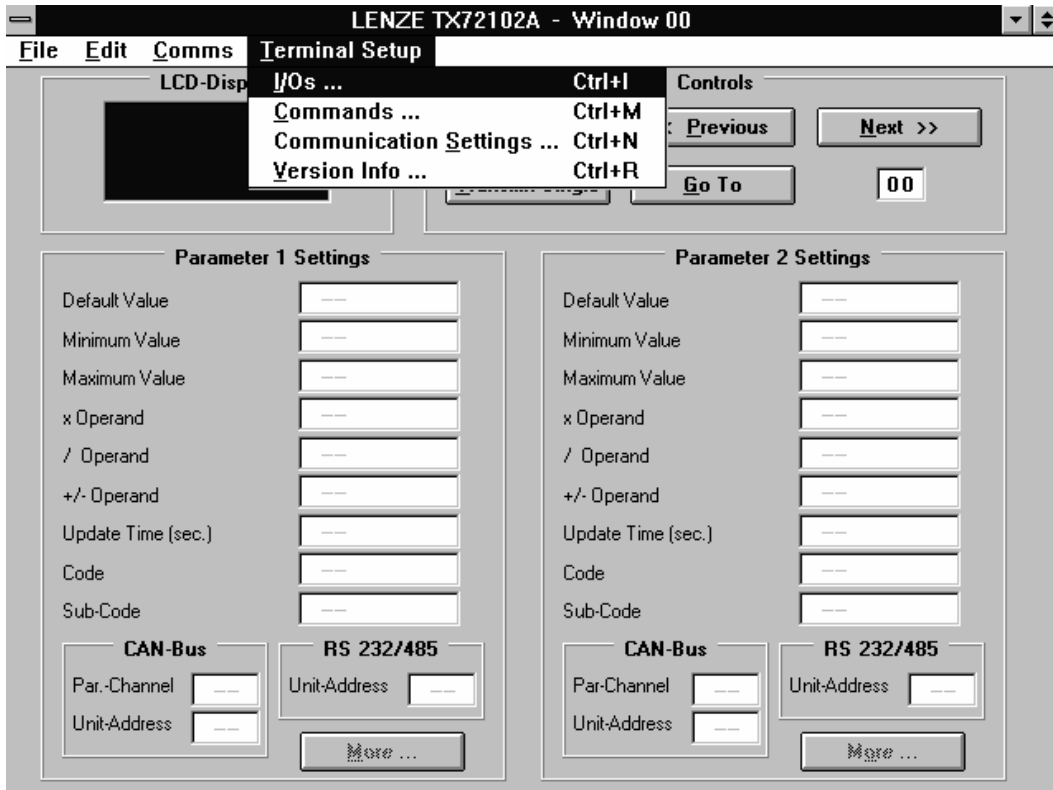 LENZE TX72102A - Window 00
File Edit Comms Terminal Setup
I/Os ... Ctrl+I
Commands ... Ctrl+M
Communication Settings ... Ctrl+N
Version Info ... Ctrl+R
LCD-Disp
Controls
Previous
Next >>
Go To
00
Parameter 1 Settings
Default Value --
Minimum Value --
Maximum Value --
x Operand --
/ Operand --
+/- Operand --
Update Time (sec.) --
Code --
Sub-Code --
CAN-Bus
Par.-Channel --
Unit-Address --
RS 232/485
Unit-Address --
More ...
Parameter 2 Settings
Default Value --
Minimum Value --
Maximum Value --
x Operand --
/ Operand --
+/- Operand --
Update Time (sec.) --
Code --
Sub-Code --
CAN-Bus
Par-Channel --
Unit-Address --
RS 232/485
Unit-Address --
More ...